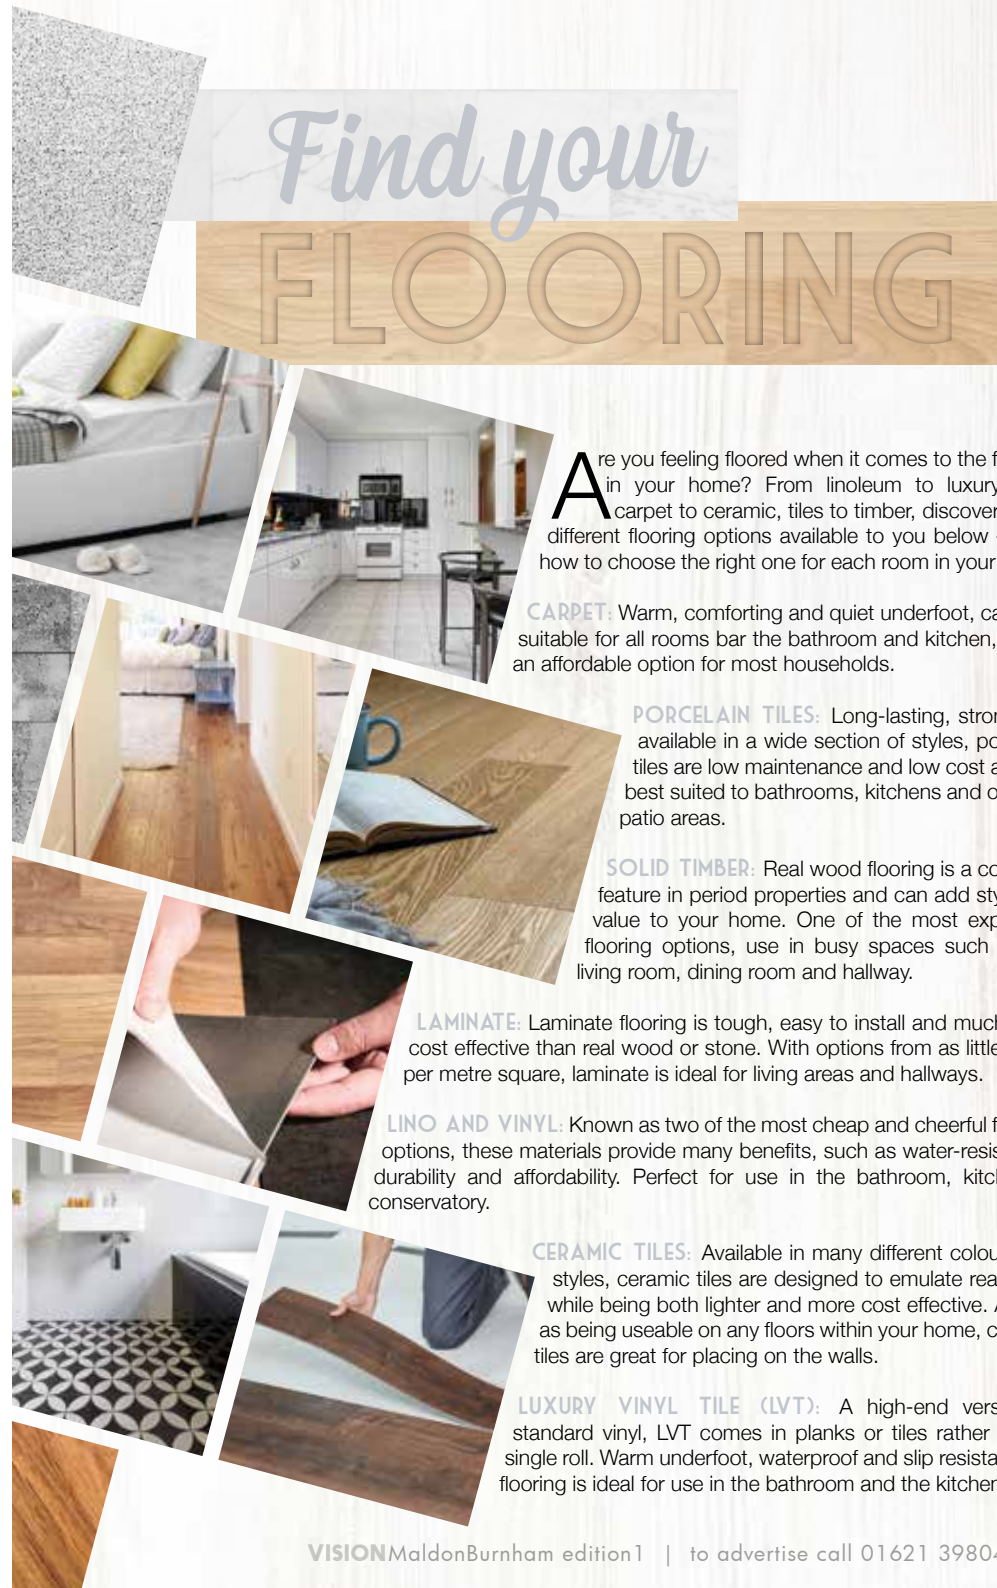 Find your
FLOORING
Are you feeling floored when it comes to the
in your home? From linoleum to luxury
carpet to ceramic, tiles to timber, discover
different flooring options available to you below
how to choose the right one for each room in your
CARPET: Warm, comforting and quiet underfoot,
suitable for all rooms bar the bathroom and kitchen,
an affordable option for most households.
PORCELAIN TILES: Long-lasting,
available in a wide section of styles,
tiles are low maintenance and low cost
best suited to bathrooms, kitchens and
patio areas.
SOLID TIMBER: Real wood flooring is a
feature in period properties and can add
value to your home. One of the most
flooring options, use in busy spaces such
living room, dining room and hallway.
LAMINATE: Laminate flooring is tough, easy to install and much
cost effective than real wood or stone. With options from as little
per metre square, laminate is ideal for living areas and hallways.
LINO AND VINYL: Known as two of the most cheap and cheerful
options, these materials provide many benefits, such as
durability and affordability. Perfect for use in the bathroom,
conservatory.
CERAMIC TILES: Available in many different
styles, ceramic tiles are designed to emulate
while being both lighter and more cost effective.
as being useable on any floors within your home,
tiles are great for placing on the walls.
LUXURY VINYL TILE (LVT): A high-end
standard vinyl, LVT comes in planks or tiles rather
single roll. Warm underfoot, waterproof and slip
flooring is ideal for use in the bathroom and the kitchen
VISION MaldonBurnham edition1 | to advertise call 01621 39804